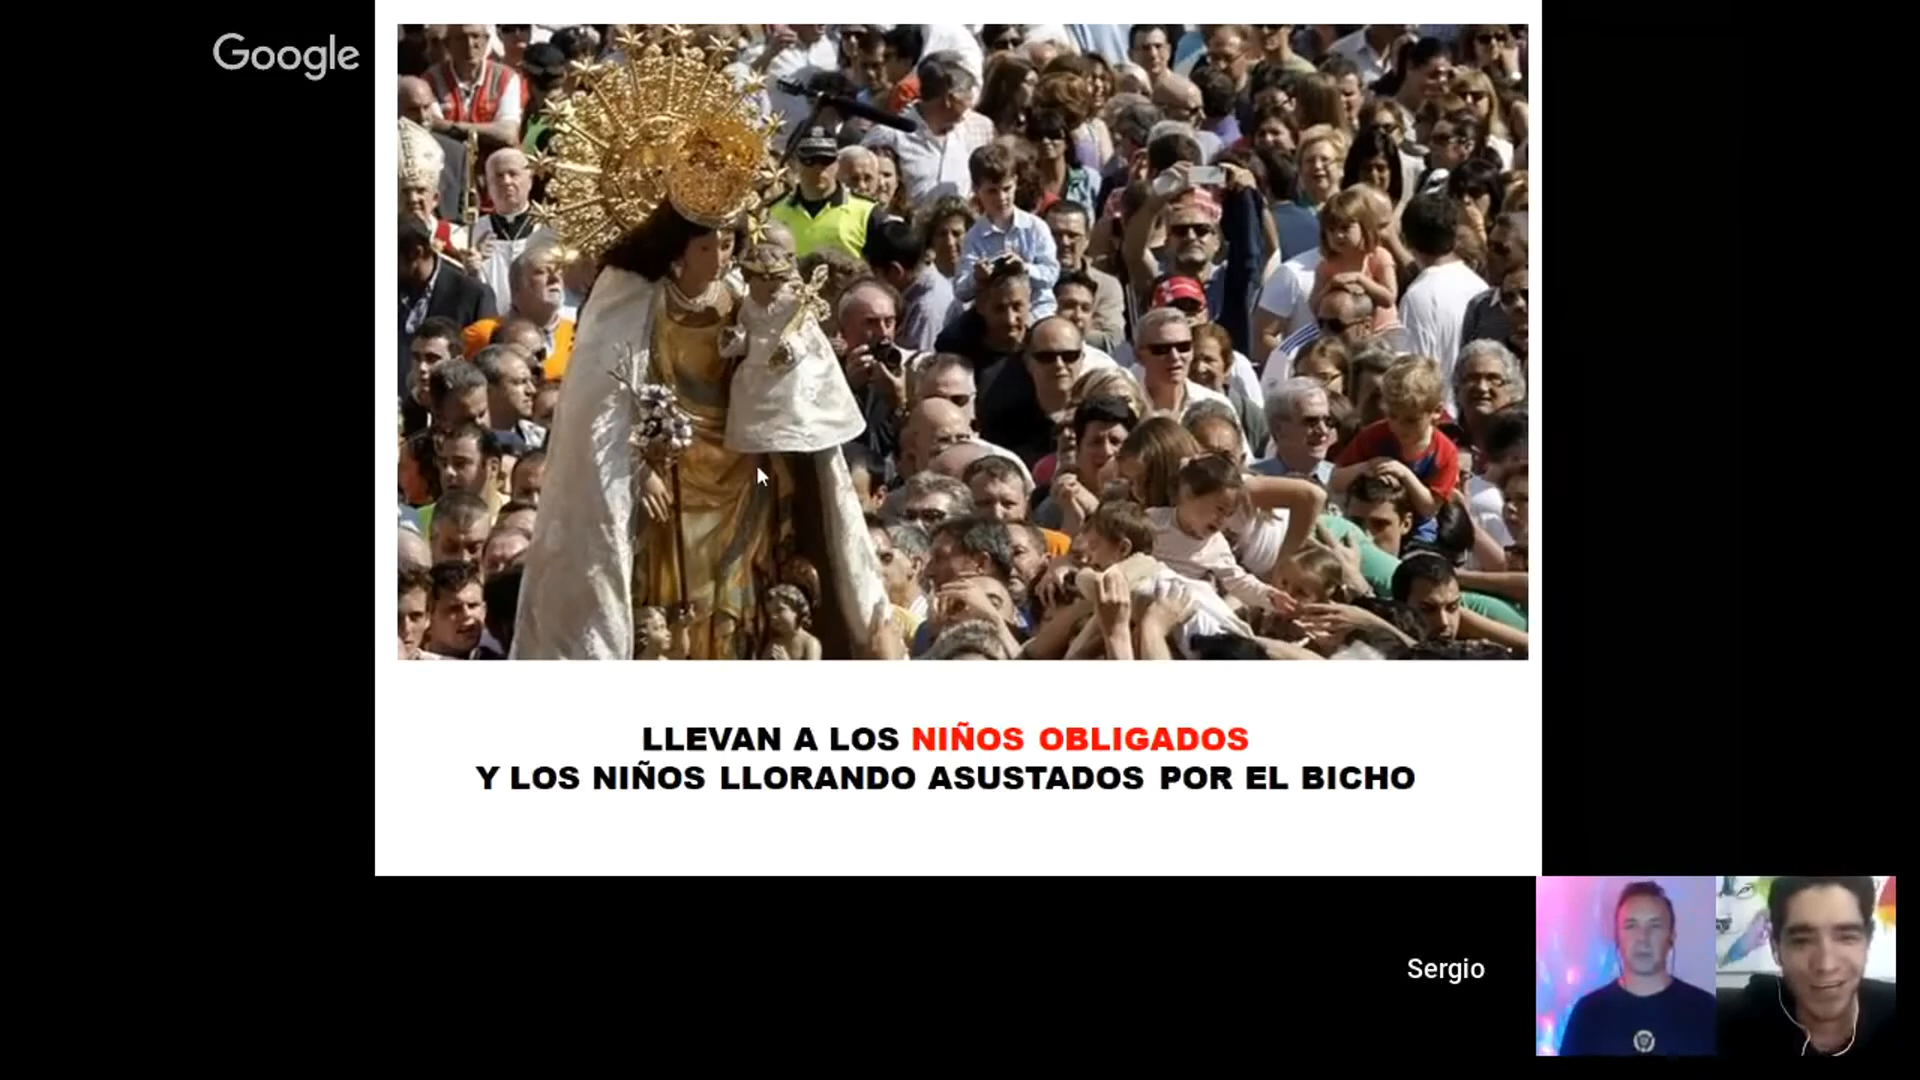 Google
LLEVAN A LOS NIÑOS OBLIGADOS
Y LOS NIÑOS LLORANDO ASUSTADOS POR EL BICHO
Sergio